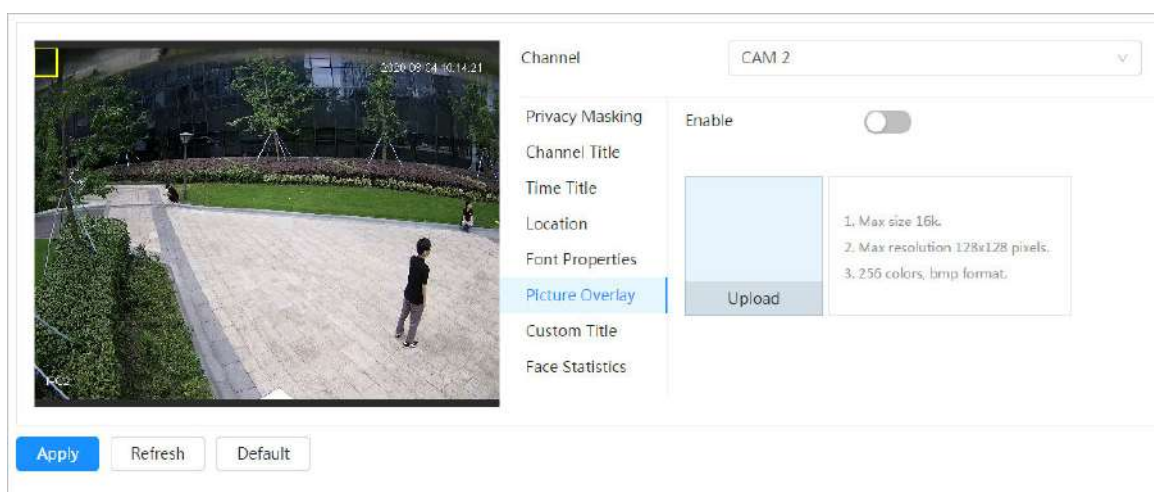 Channel
CAM 2
2020-09-04 10:14:21
Privacy Masking
Enable
Channel Title
Time Title
Location
Font Properties
Picture Overlay
Custom Title
Face Statistics
1. Max size 16k.
2. Max resolution 128x128 pixels.
3. 256 colors, bmp format.
Upload
Apply
Refresh
Default